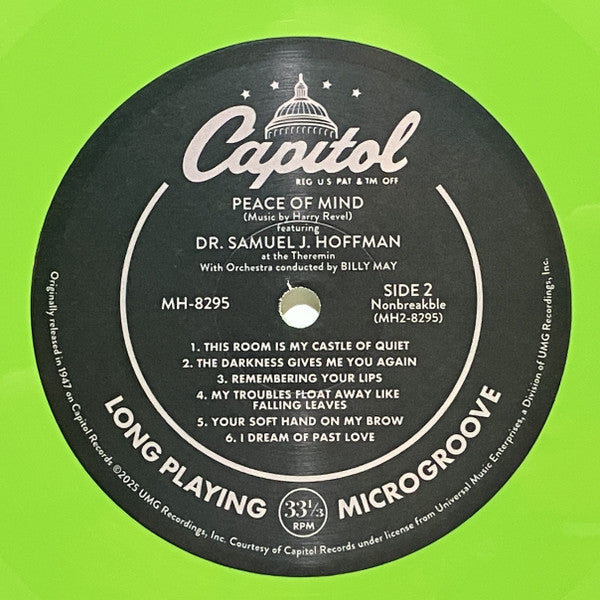 Capitol
REG U S PAT & TM OFF
PEACE OF MIND
(Music by Harry Revel)
featuring
DR. SAMUEL J. HOFFMAN
at the Theremin
With Orchestra conducted by BILLY MAY
MH-8295
SIDE 2
Nonbreakble
(MH2-8295)
1. THIS ROOM IS MY CASTLE OF QUIET
2. THE DARKNESS GIVES ME YOU AGAIN
3. REMEMBERING YOUR LIPS
4. MY TROUBLES FLOAT AWAY LIKE
FALLING LEAVES
5. YOUR SOFT HAND ON MY BROW
6. I DREAM OF PAST LOVE
LONG PLAYING
33 1/3
RPM
MICROGROOVE
Originally released in 1947 on Capitol Records ©2025 UMG Recordings, Inc. Courtesy of Capitol Records under license from Universal Music Enterprises, a Division of UMG Recordings, Inc.